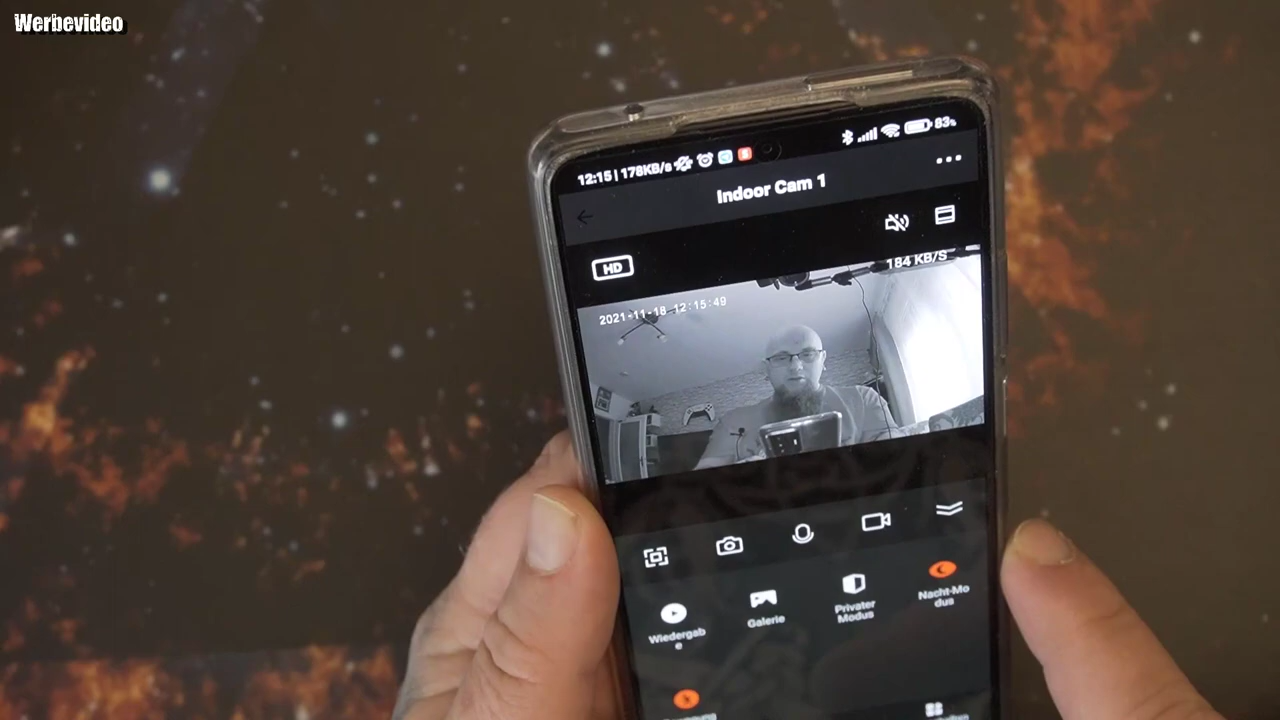 Werbevideo
12:15 | 178KB/s
83%
Indoor Cam 1
HD
184 KB/S
2021-11-18 12:15:49
Wiedergab
e
Galerie
Privater
Modus
Nacht-Mo
dus